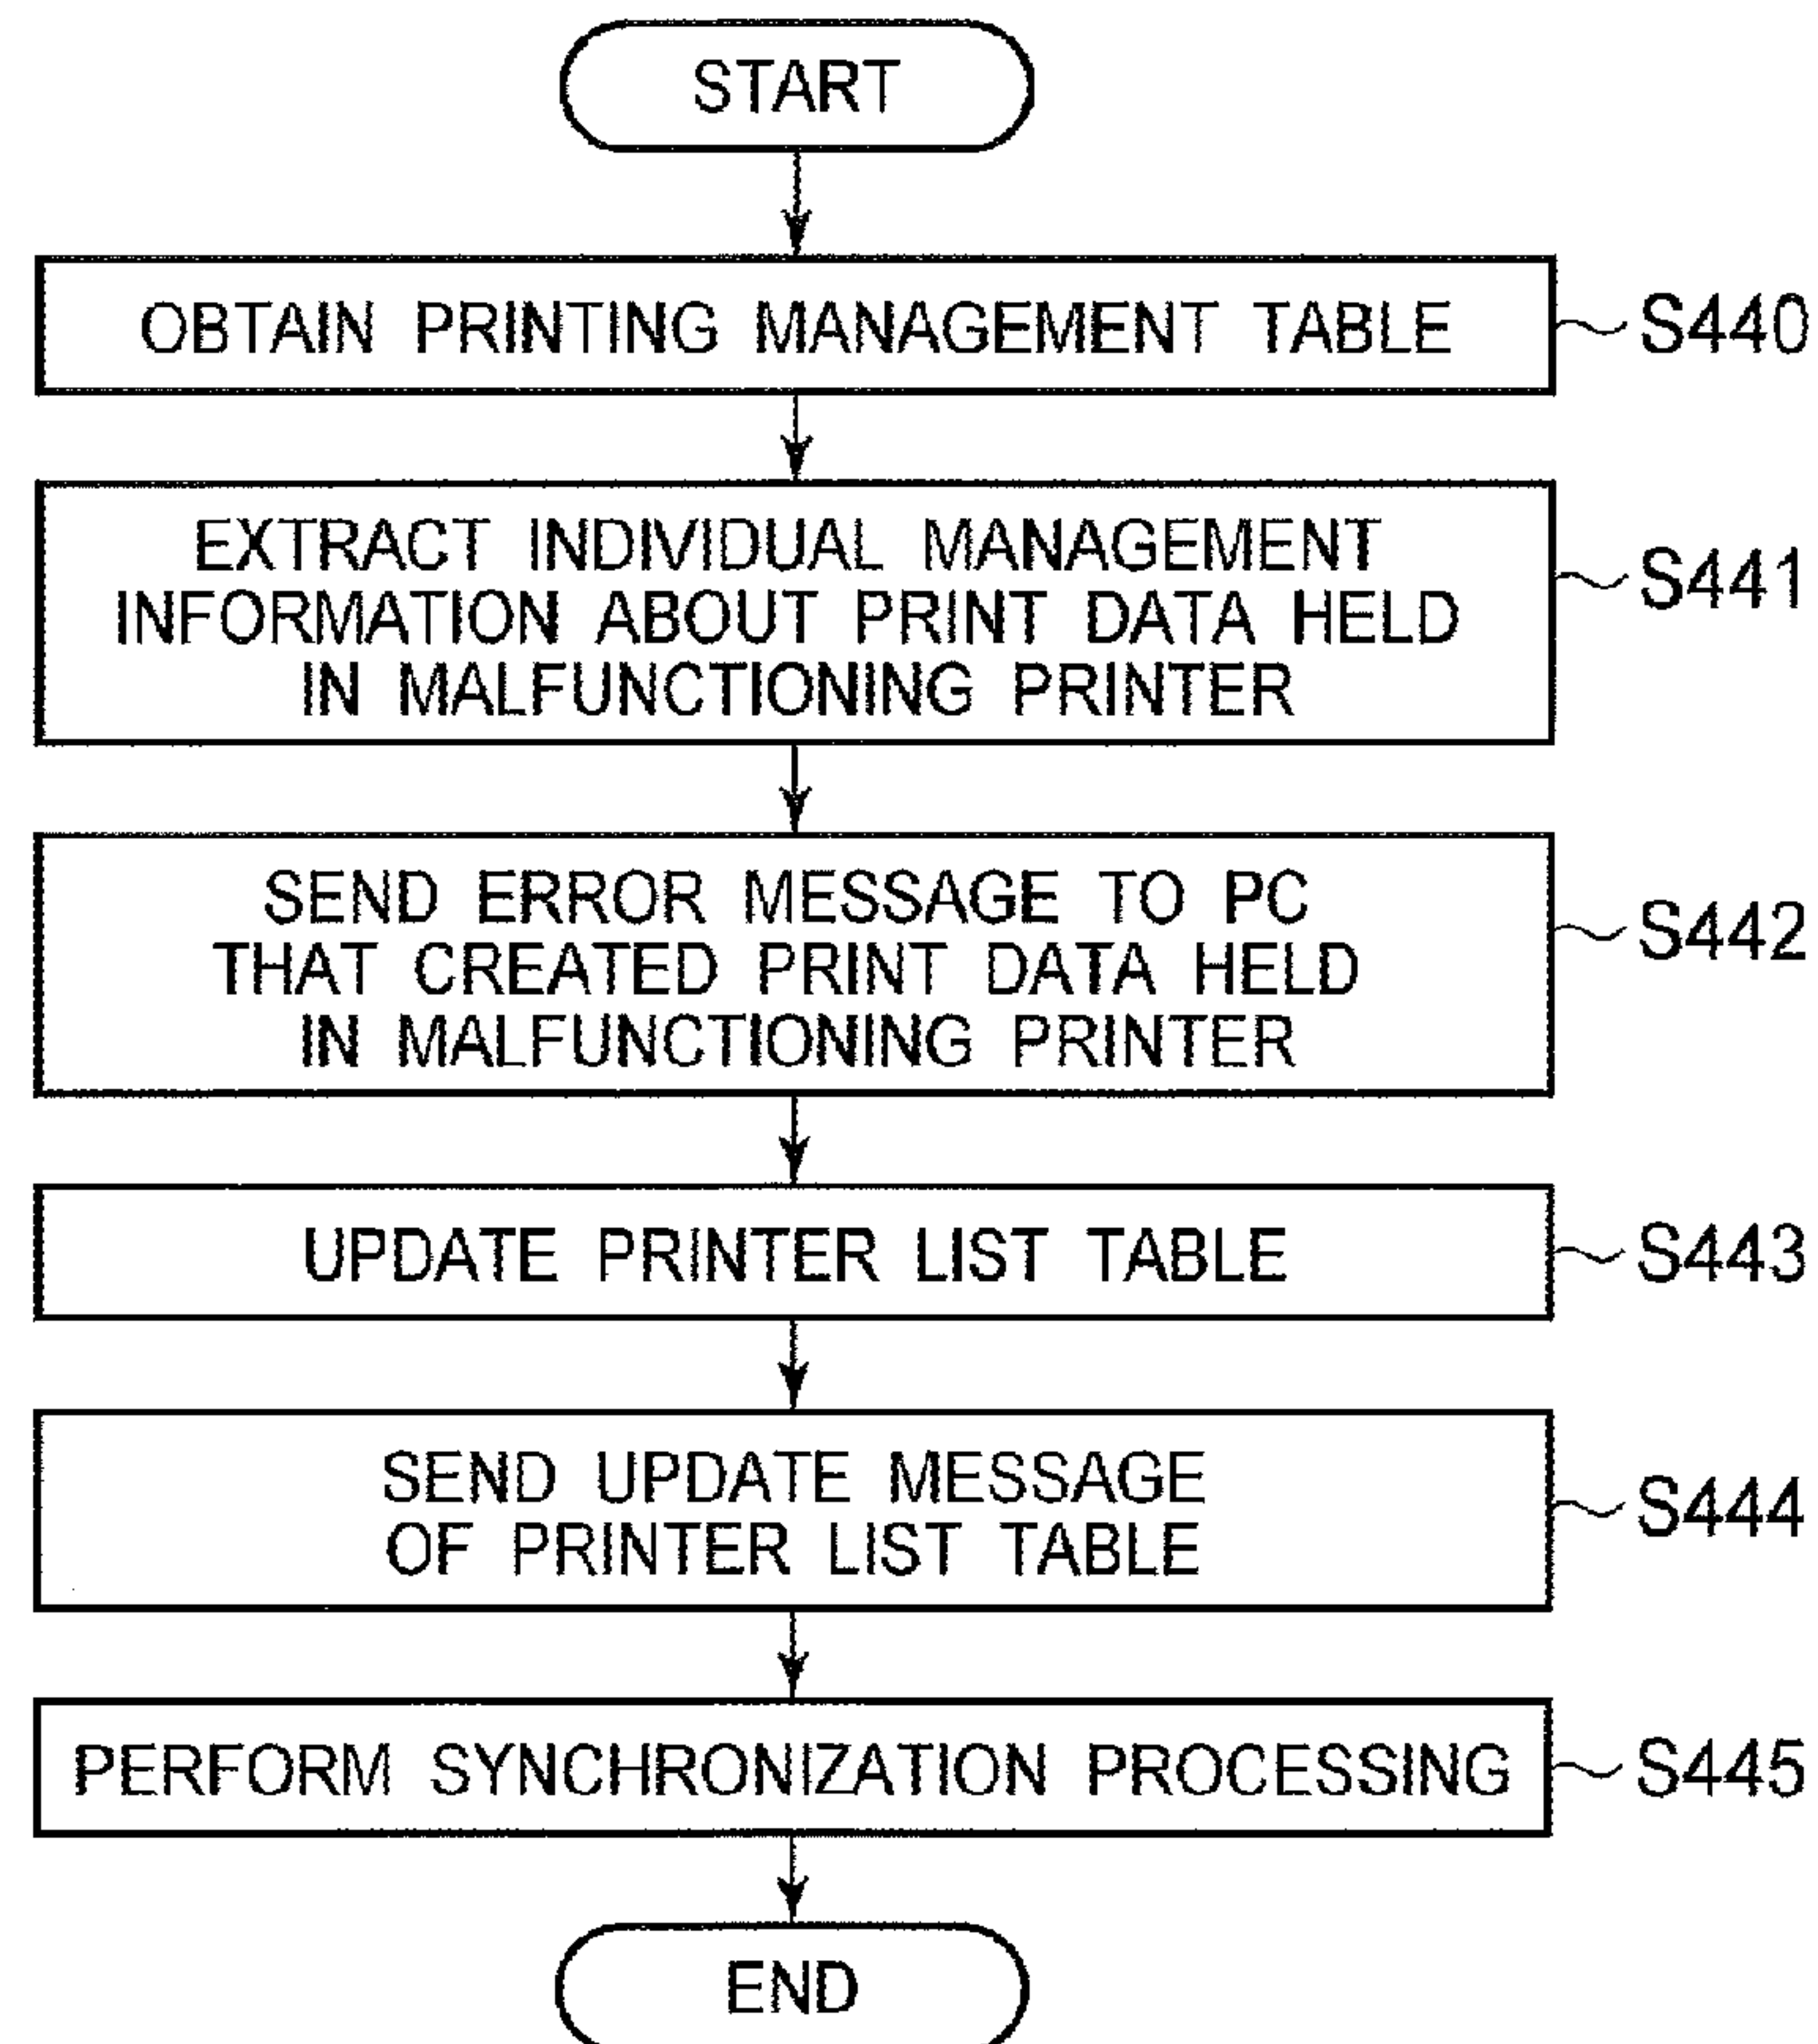 START
OBTAIN PRINTING MANAGEMENT TABLE
S440
EXTRACT INDIVIDUAL MANAGEMENT
INFORMATION ABOUT PRINT DATA HELD
IN MALFUNCTIONING PRINTER
S441
SEND ERROR MESSAGE TO PC
THAT CREATED PRINT DATA HELD
IN MALFUNCTIONING PRINTER
S442
UPDATE PRINTER LIST TABLE
S443
SEND UPDATE MESSAGE
OF PRINTER LIST TABLE
S444
PERFORM SYNCHRONIZATION PROCESSING
S445
END